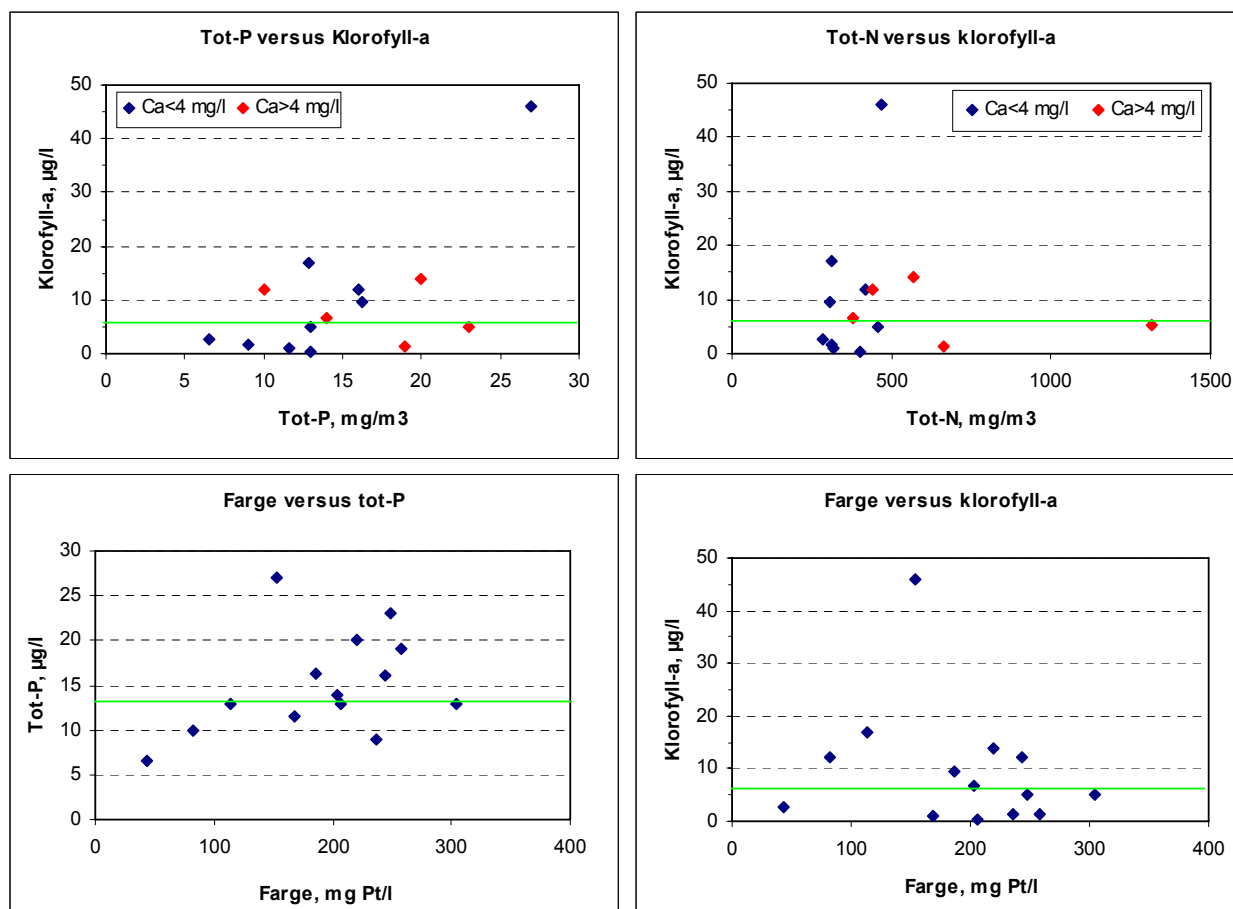 Tot-P versus Klorofyll-a
Klorofyll-a, µg/l
50
40
30
20
10
0
Ca<4 mg/l
Ca>4 mg/l
0 5 10 15 20 25 30
Tot-P, mg/m3
Tot-N versus klorofyll-a
Klorofyll-a, µg/l
50
40
30
20
10
0
Ca<4 mg/l
Ca>4 mg/l
0 500 1000 1500
Tot-N, mg/m3
Farge versus tot-P
Tot-P, µg/l
30
25
20
15
10
5
0
0 100 200 300 400
Farge, mg Pt/l
Farge versus klorofyll-a
Klorofyll-a, µg/l
50
40
30
20
10
0
0 100 200 300 400
Farge, mg Pt/l